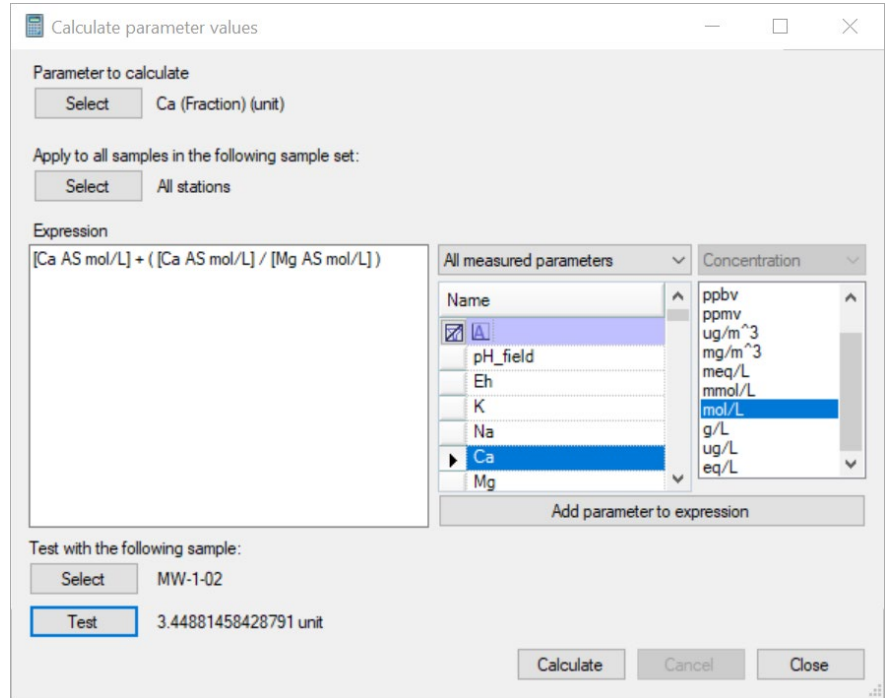 Calculate parameter values
Parameter to calculate
Select Ca (Fraction) (unit)
Apply to all samples in the following sample set:
Select All stations
Expression
[Ca AS mol/L] + ( [Ca AS mol/L] / [Mg AS mol/L] )
All measured parameters
Concentration
Name
A
pH_field
Eh
K
Na
Ca
Mg
ppbv
ppmv
ug/m^3
mg/m^3
meq/L
mmol/L
mol/L
g/L
ug/L
eq/L
Add parameter to expression
Test with the following sample:
Select MW-1-02
Test 3.44881458428791 unit
Calculate Cancel Close